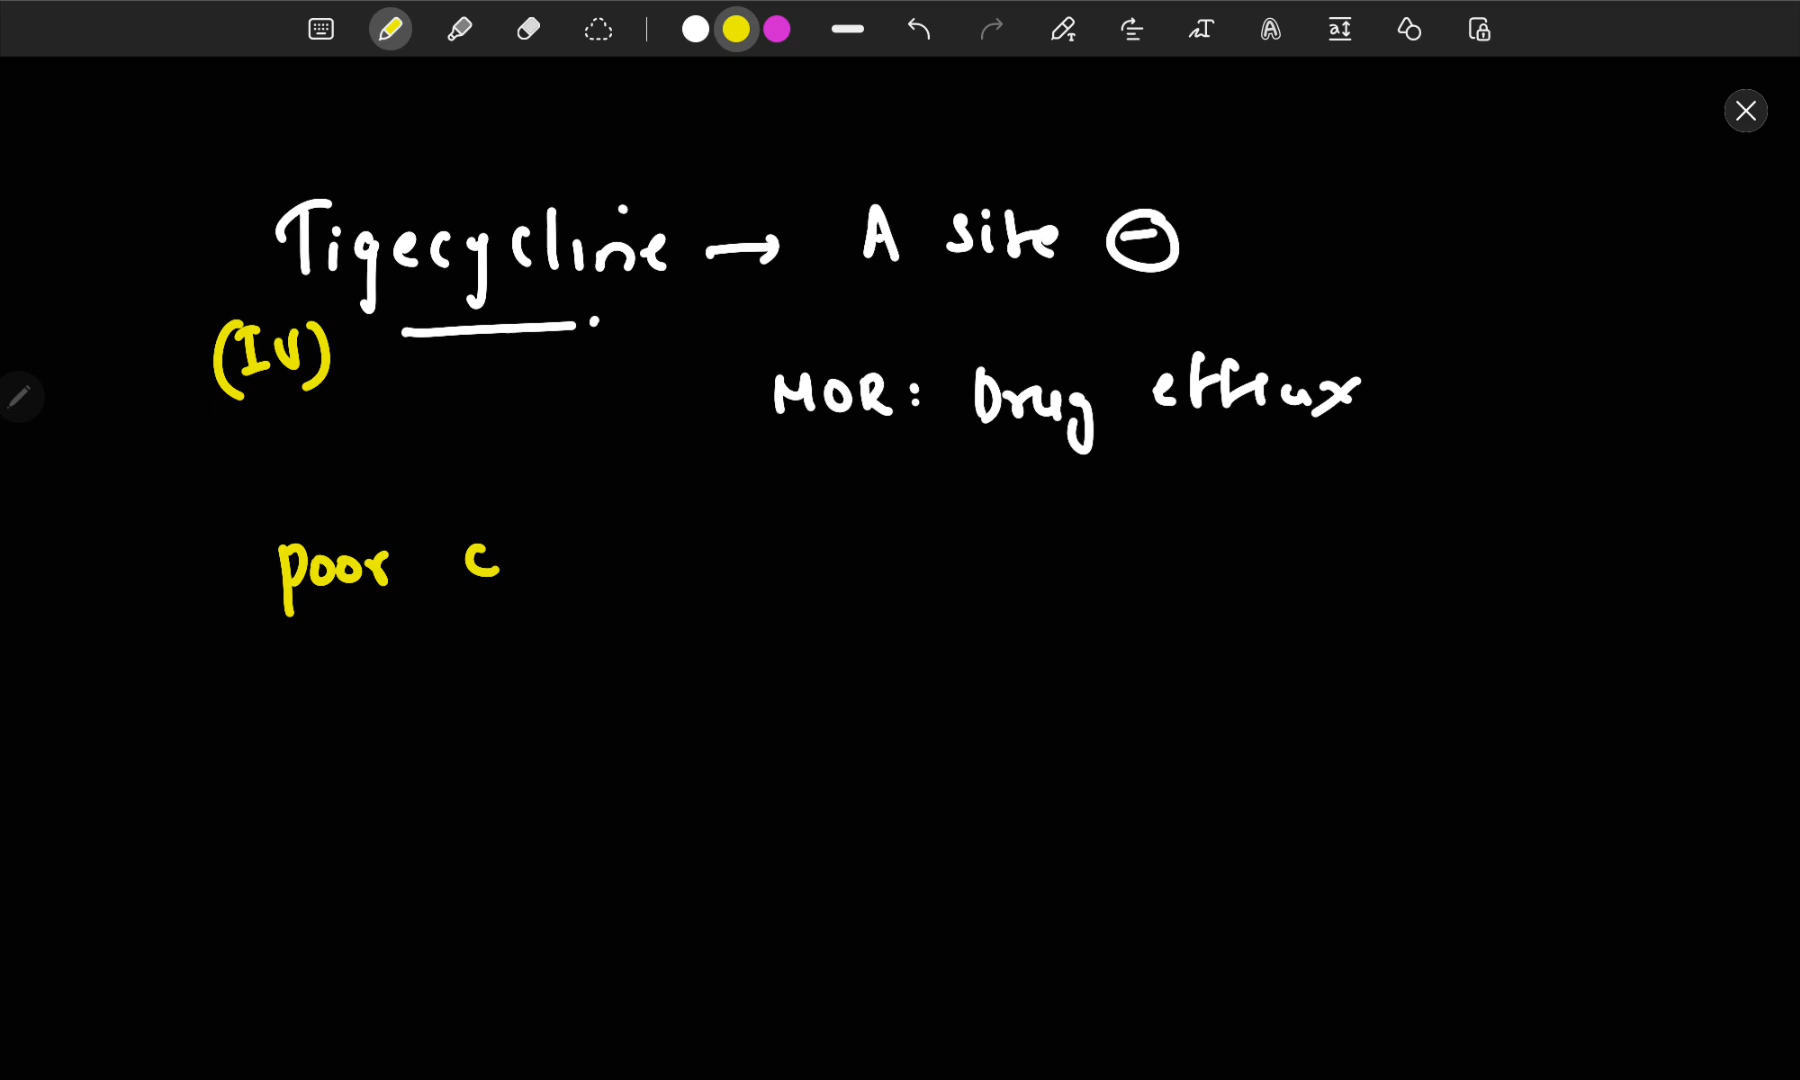 Tigecycline → A site ⊖
(IV)
MOR: Drug efflux
poor c